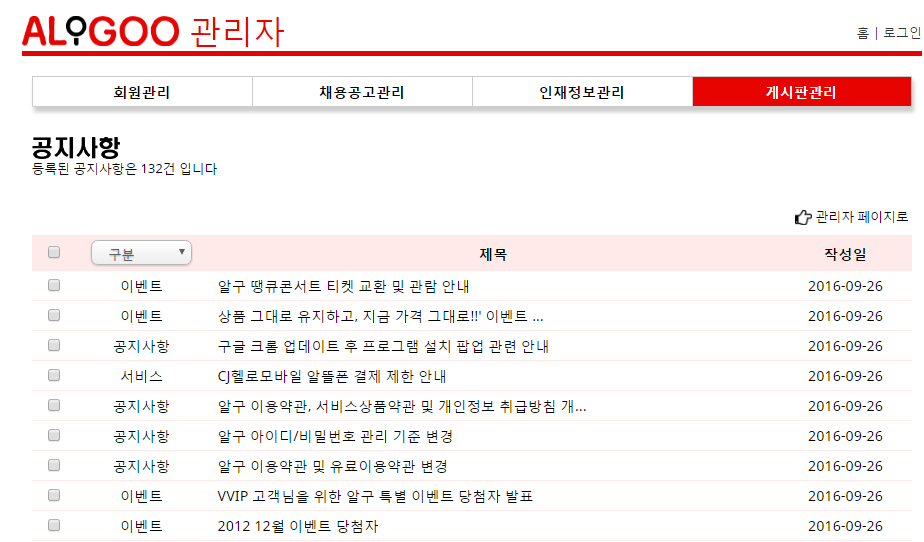 ALOGOO 관리자
홈 | 로그인
회원관리 채용공고관리 인재정보관리 게시판관리
공지사항
등록된 공지사항은 132건 입니다
관리자 페이지로
구분 제목 작성일
이벤트 알구 땡큐콘서트 티켓 교환 및 관람 안내 2016-09-26
이벤트 상품 그대로 유지하고, 지금 가격 그대로!!' 이벤트 ... 2016-09-26
공지사항 구글 크롬 업데이트 후 프로그램 설치 팝업 관련 안내 2016-09-26
서비스 CJ헬로모바일 알뜰폰 결제 제한 안내 2016-09-26
공지사항 알구 이용약관, 서비스상품약관 및 개인정보 취급방침 개... 2016-09-26
공지사항 알구 아이디/비밀번호 관리 기준 변경 2016-09-26
공지사항 알구 이용약관 및 유료이용약관 변경 2016-09-26
이벤트 VVIP 고객님을 위한 알구 특별 이벤트 당첨자 발표 2016-09-26
이벤트 2012 12월 이벤트 당첨자 2016-09-26